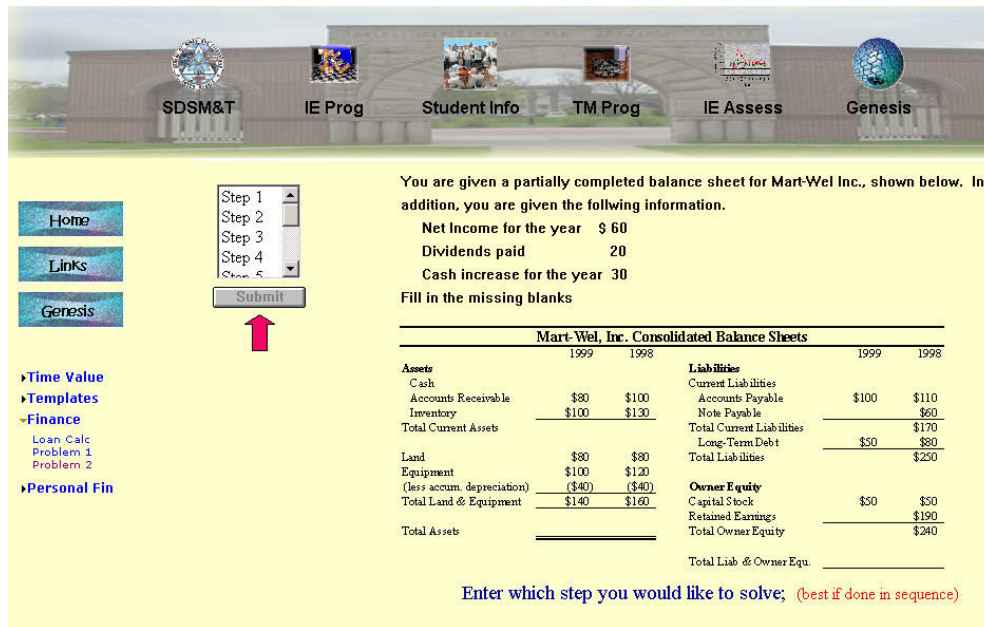 SDSM&T IE Prog Student Info TM Prog IE Assess Genesis
Home
Links
Genesis
Time Value
Templates
Finance
Loan Calc
Problem 1
Problem 2
Personal Fin
Step 1
Step 2
Step 3
Step 4
Step 5
Submit
You are given a partially completed balance sheet for Mart-Wel Inc., shown below. In
addition, you are given the follwing information.
Net Income for the year $ 60
Dividends paid 20
Cash increase for the year 30
Fill in the missing blanks
Mart-Wel, Inc. Consolidated Balance Sheets
1999 1998 1999 1998
Assets Liabilities
Cash Current Liabilities
Accounts Receivable $80 $100 Accounts Payable $100 $110
Inventory $100 $130 Note Payable $60
Total Current Assets Total Current Liabilities $170
Long-Term Debt $50 $80
Land $80 $80 Total Liabilities $250
Equipment $100 $120
(less accum. depreciation) ($40) ($40) Owner Equity
Total Land & Equipment $140 $160 Capital Stock $50 $50
Retained Earnings $190
Total Assets Total Owner Equity $240
Total Liab & Owner Equ.
Enter which step you would like to solve; (best if done in sequence)